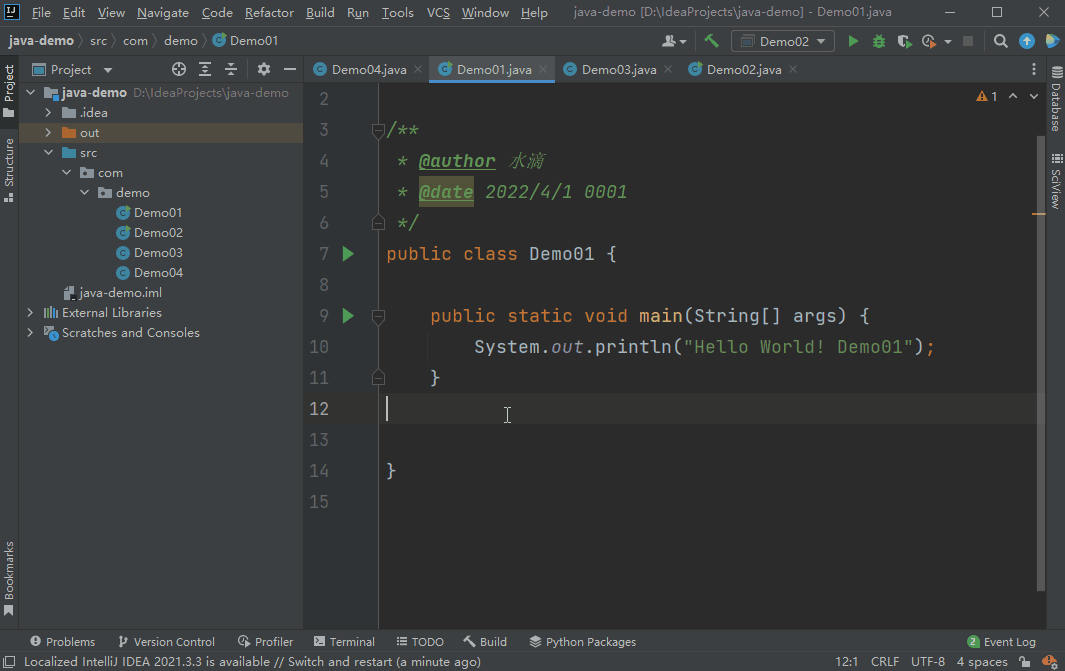 File Edit View Navigate Code Refactor Build Run Tools VCS Window Help java-demo [D:\IdeaProjects\java-demo] - Demo01.java
java-demo src com demo Demo01 Demo02
Project
Demo04.java Demo01.java Demo03.java Demo02.java
Project
Structure
Bookmarks
java-demo D:\IdeaProjects\java-demo
.idea
out
src
com
demo
Demo01
Demo02
Demo03
Demo04
java-demo.iml
External Libraries
Scratches and Consoles
1
2
3 /**
4 * @author 水滴
5 * @date 2022/4/1 0001
6 */
7 public class Demo01 {
8
9 public static void main(String[] args) {
10 System.out.println("Hello World! Demo01");
11 }
12
13
14 }
15
Database
SciView
Problems Version Control Profiler Terminal TODO Build Python Packages 2 Event Log
Localized IntelliJ IDEA 2021.3.3 is available // Switch and restart (a minute ago) 12:1 CRLF UTF-8 4 spaces